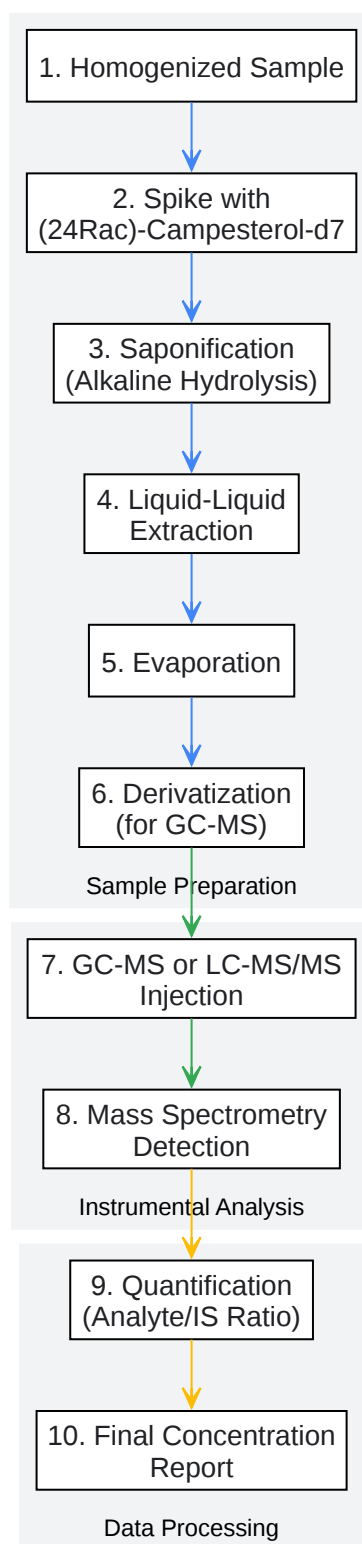 1. Homogenized Sample
2. Spike with
(24Rac)-Campesterol-d7
3. Saponification
(Alkaline Hydrolysis)
4. Liquid-Liquid
Extraction
5. Evaporation
6. Derivatization
(for GC-MS)
Sample Preparation
7. GC-MS or LC-MS/MS
Injection
8. Mass Spectrometry
Detection
Instrumental Analysis
9. Quantification
(Analyte/IS Ratio)
10. Final Concentration
Report
Data Processing